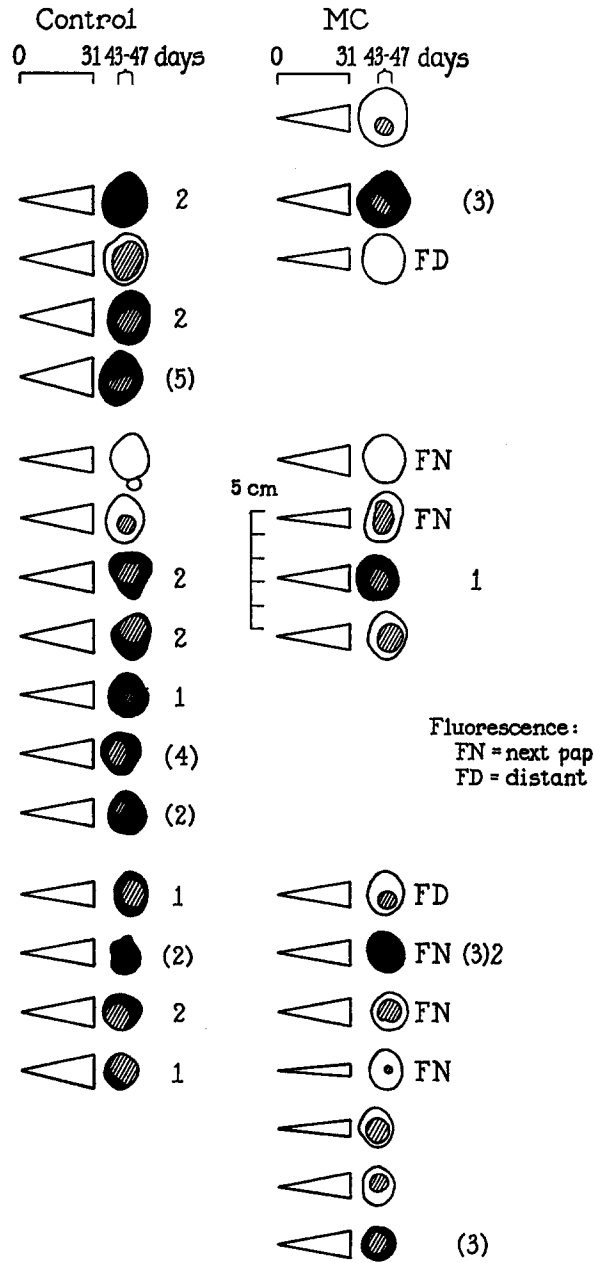 Control
0 31 43-47 days
2
2
(5)
2
2
1
(4)
(2)
1
(2)
2
1
MC
0 31 43-47 days
(3)
FD
FN
5 cm
FN
1
Fluorescence:
FN = next pap
FD = distant
FD
FN (3)2
FN
FN
(3)